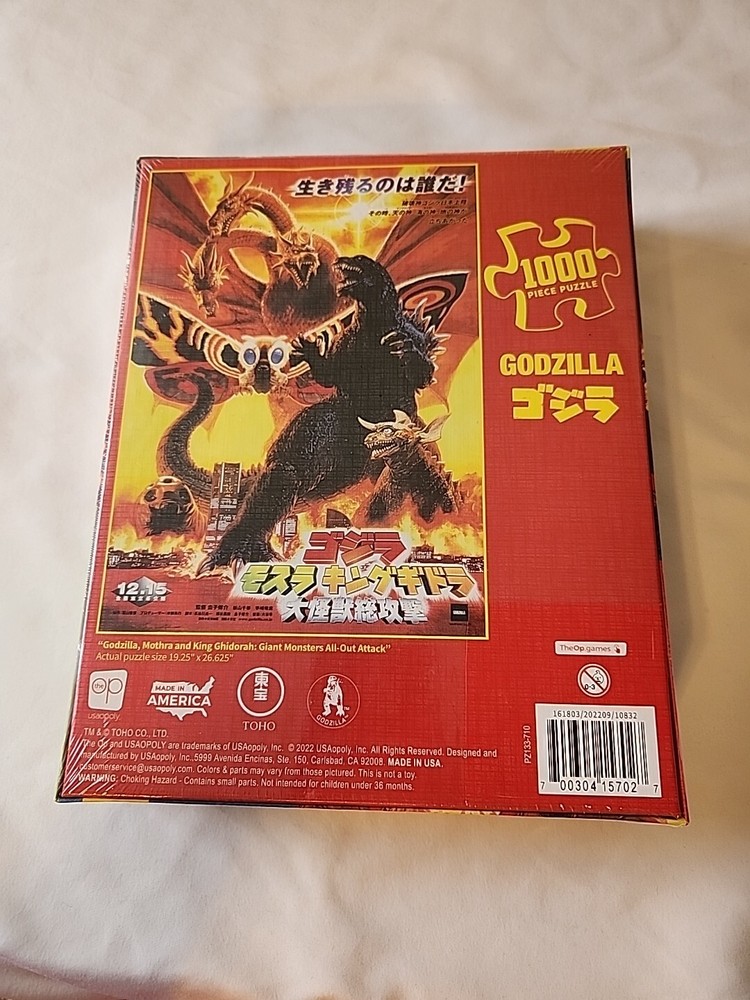 生き残るのは誰だ!
1000
PIECE PUZZLE
GODZILLA
ゴジラ
ゴジラ
モスラ キングギドラ
大怪獣総攻撃
12.15
"Godzilla, Mothra and King Ghidorah: Giant Monsters All-Out Attack"
Actual puzzle size 19.25" x 26.625"
TheOp.games
the op
usaopoly
MADE IN
AMERICA
東宝
TOHO
GODZILLA
0-3
TM & © TOHO CO., LTD.
The Op and USAOPOLY are trademarks of USAopoly, Inc. © 2022 USAopoly, Inc. All Rights Reserved. Designed and
manufactured by USAopoly, Inc., 5999 Avenida Encinas, Ste. 150, Carlsbad, CA 92008. MADE IN USA.
customerservice@usaopoly.com. Colors & parts may vary from those pictured. This is not a toy.
WARNING: Choking Hazard - Contains small parts. Not intended for children under 36 months.
PZ133-710
161803/202209/10832
7 00304 15702 7